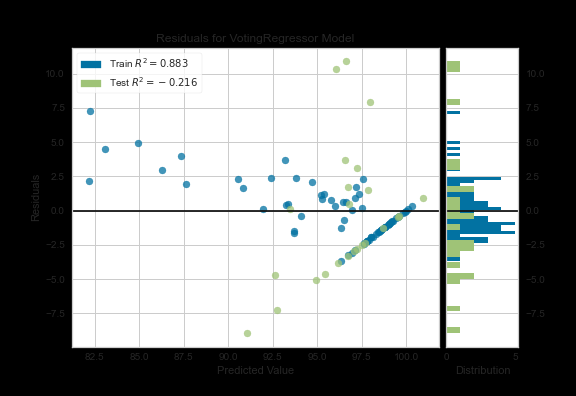 Residuals for VotingRegressor Model
Train R² = 0.883
Test R² = −0.216
10.0
7.5
5.0
2.5
0.0
−2.5
−5.0
−7.5
Residuals
82.5 85.0 87.5 90.0 92.5 95.0 97.5 100.0
Predicted Value
10.0
7.5
5.0
2.5
0.0
−2.5
−5.0
−7.5
0 5
Distribution